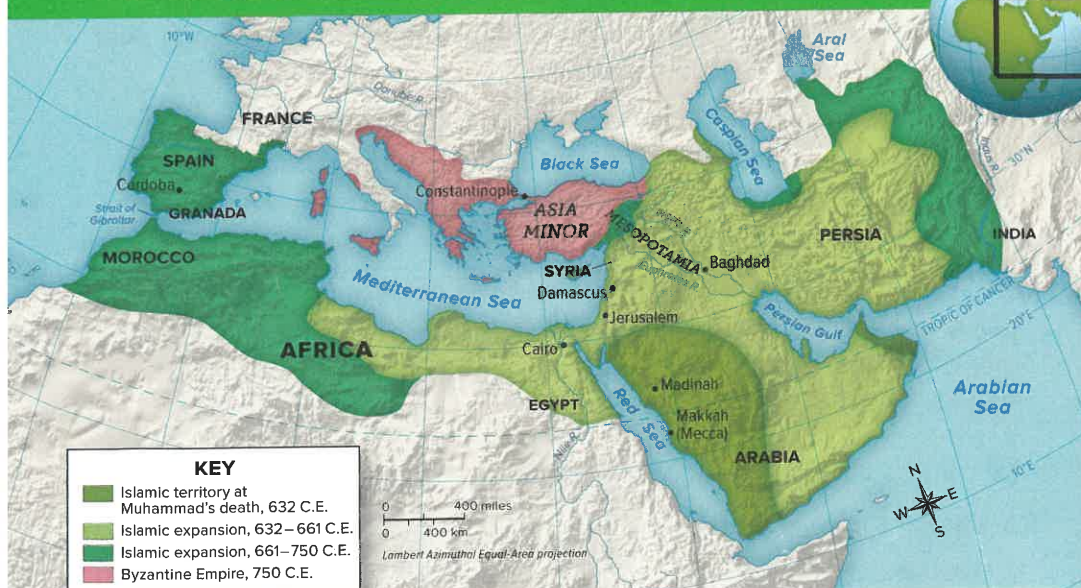 10°W
Aral
Sea
FRANCE
Danube R.
Caspian Sea
Black Sea
SPAIN
Córdoba
Constantinople
Indus R.
30°N
Strait of
Gibraltar
GRANADA
ASIA
MINOR
MESOPOTAMIA
PERSIA
INDIA
MOROCCO
SYRIA
Baghdad
Euphrates R.
Mediterranean Sea
Damascus
Jerusalem
Persian Gulf
TROPIC OF CANCER
20°E
AFRICA
Cairo
Madinah
Arabian
Sea
EGYPT
Red Sea
Makkah
(Mecca)
Nile R.
ARABIA
10°E
KEY
Islamic territory at
Muhammad's death, 632 C.E.
Islamic expansion, 632–661 C.E.
Islamic expansion, 661–750 C.E.
Byzantine Empire, 750 C.E.
0 400 miles
0 400 km
Lambert Azimuthal Equal-Area projection
N
W E
S